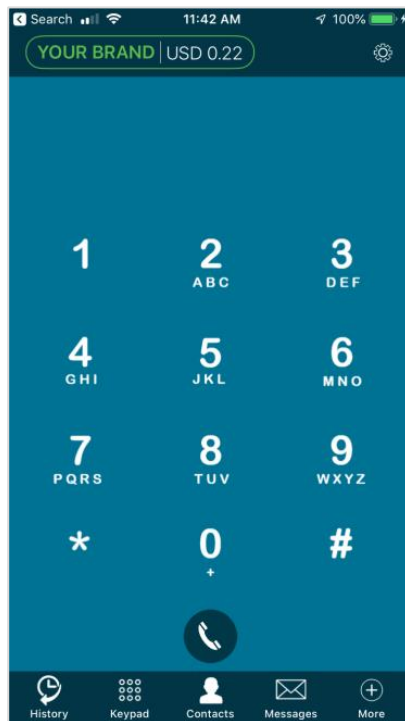 Search 11:42 AM 100%
YOUR BRAND USD 0.22
1 2 3
ABC DEF
4 5 6
GHI JKL MNO
7 8 9
PQRS TUV WXYZ
* 0 #
+
History Keypad Contacts Messages More